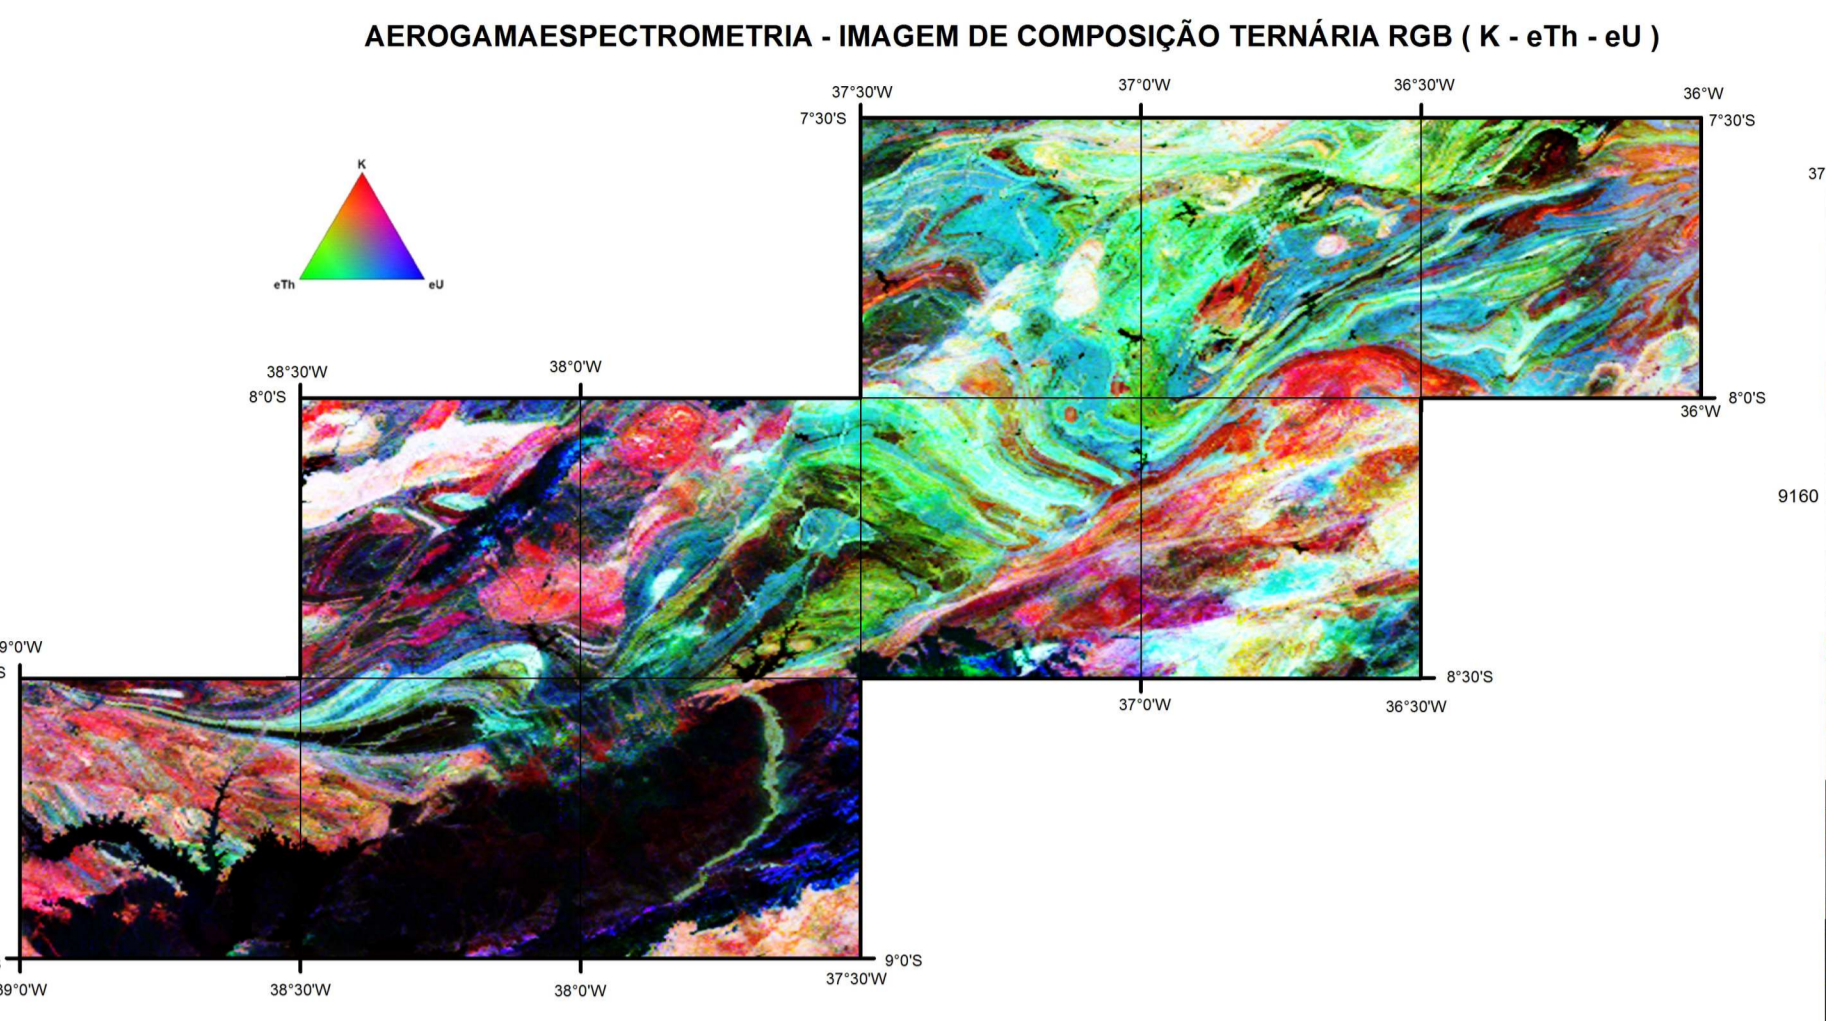 AEROGAMAESPECTROMETRIA - IMAGEM DE COMPOSIÇÃO TERNÁRIA RGB ( K - eTh - eU )
37°30'W
37°0'W
36°30'W
36°W
7°30'S
7°30'S
K
eTh
eU
37
38°30'W
38°0'W
8°0'S
8°0'S
36°W
9160
9°0'W
S
8°30'S
37°0'W
36°30'W
9°0'S
39°0'W
38°30'W
38°0'W
37°30'W